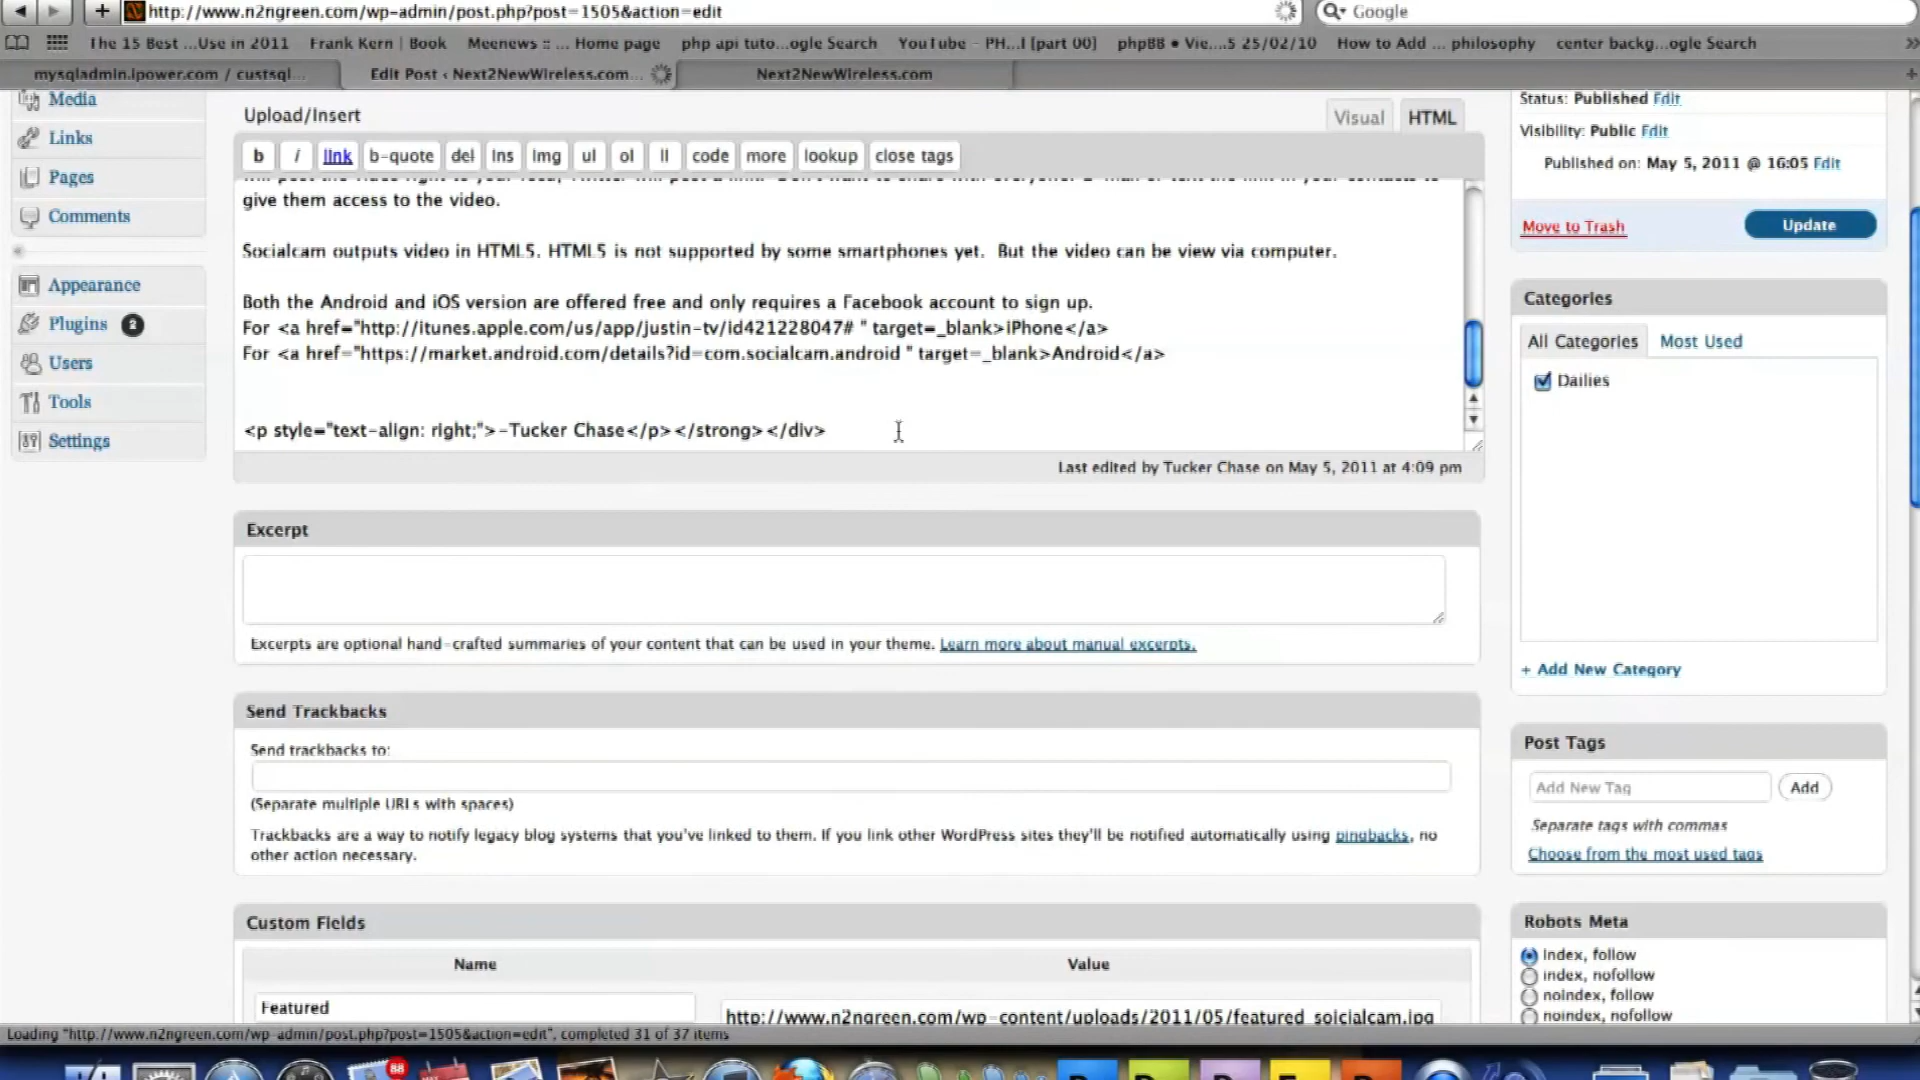 http://www.n2ngreen.com/wp-admin/post.php?post=1505&action=edit
Google
The 15 Best ...Use in 2011 Frank Kern | Book Meenews :: ... Home page php api tuto...ogle Search YouTube - PH...l [part 00] phpBB • Vie....5 25/02/10 How to Add ... philosophy center backg...ogle Search
mysqladmin.ipower.com / custsql...
Edit Post ‹ Next2NewWireless.com...
Next2NewWireless.com
Media
Links
Pages
Comments
Appearance
Plugins 2
Users
Tools
Settings
Upload/Insert
Visual
HTML
b i link b-quote del ins img ul ol li code more lookup close tags
give them access to the video.
Socialcam outputs video in HTML5. HTML5 is not supported by some smartphones yet. But the video can be view via computer.
Both the Android and iOS version are offered free and only requires a Facebook account to sign up.
For <a href="http://itunes.apple.com/us/app/justin-tv/id421228047# " target=_blank>iPhone</a>
For <a href="https://market.android.com/details?id=com.socialcam.android " target=_blank>Android</a>
<p style="text-align: right;">-Tucker Chase</p></strong></div>
Last edited by Tucker Chase on May 5, 2011 at 4:09 pm
Excerpt
Excerpts are optional hand-crafted summaries of your content that can be used in your theme. Learn more about manual excerpts.
Send Trackbacks
Send trackbacks to:
(Separate multiple URLs with spaces)
Trackbacks are a way to notify legacy blog systems that you've linked to them. If you link other WordPress sites they'll be notified automatically using pingbacks, no
other action necessary.
Custom Fields
Name
Value
Featured
http://www.n2ngreen.com/wp-content/uploads/2011/05/featured_soicialcam.jpg
Status: Published Edit
Visibility: Public Edit
Published on: May 5, 2011 @ 16:05 Edit
Move to Trash
Update
Categories
All Categories
Most Used
Dailies
+ Add New Category
Post Tags
Add New Tag
Add
Separate tags with commas
Choose from the most used tags
Robots Meta
index, follow
index, nofollow
noindex, follow
noindex, nofollow
Loading "http://www.n2ngreen.com/wp-admin/post.php?post=1505&action=edit", completed 31 of 37 items
88